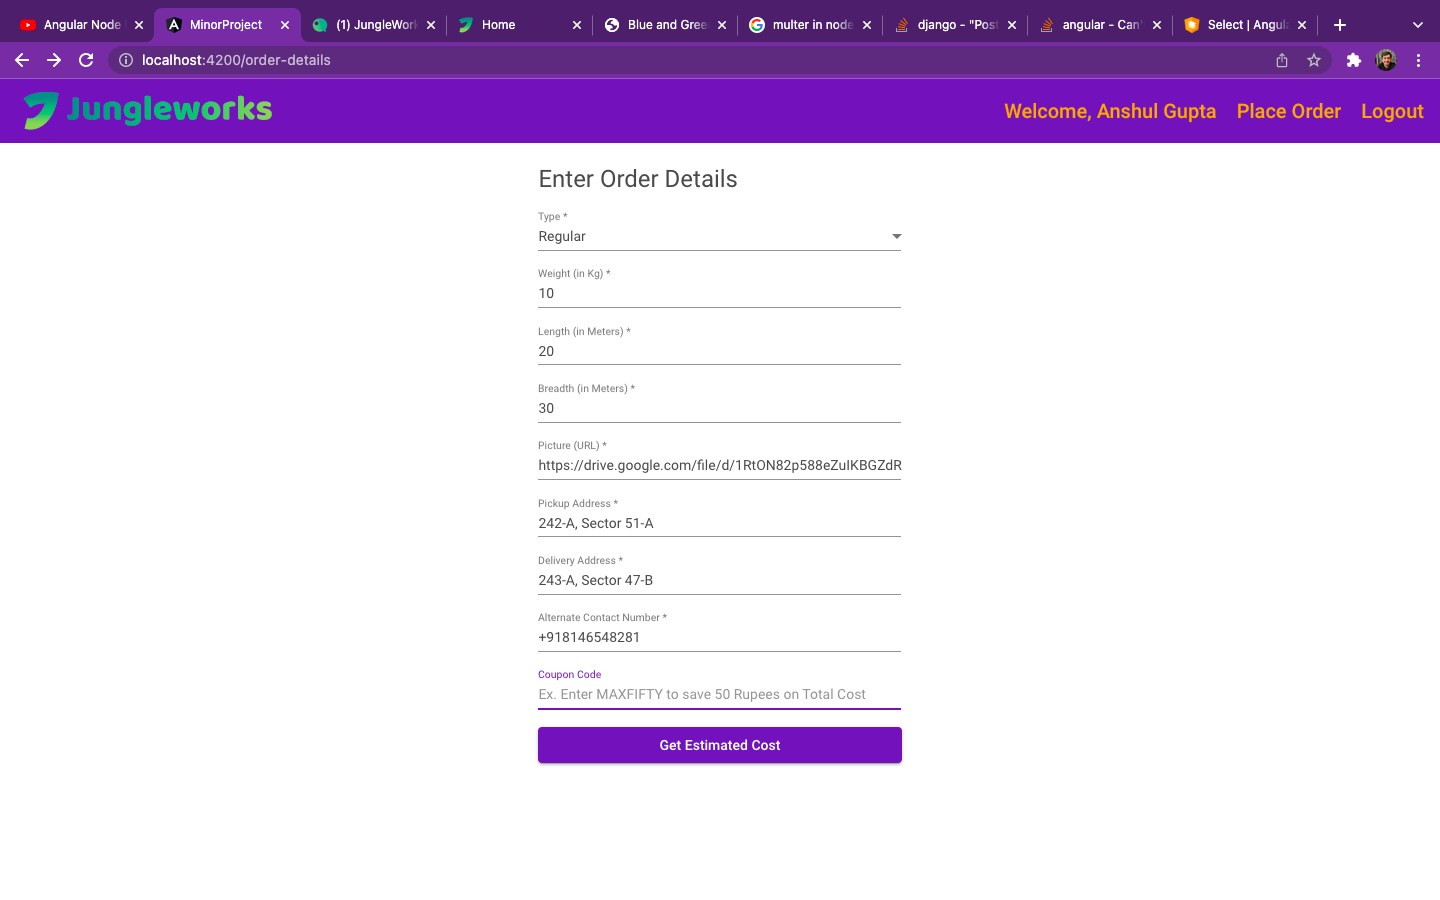 Angular Node
MinorProject
(1) JungleWor
Home
Blue and Gree
multer in node
django - "Post
angular - Can'
Select | Angula
localhost:4200/order-details
Jungleworks
Welcome, Anshul Gupta
Place Order
Logout
Enter Order Details
Type *
Regular
Weight (in Kg) *
10
Length (in Meters) *
20
Breadth (in Meters) *
30
Picture (URL) *
https://drive.google.com/file/d/1RtON82p588eZuIKBGZdR
Pickup Address *
242-A, Sector 51-A
Delivery Address *
243-A, Sector 47-B
Alternate Contact Number *
+918146548281
Coupon Code
Ex. Enter MAXFIFTY to save 50 Rupees on Total Cost
Get Estimated Cost